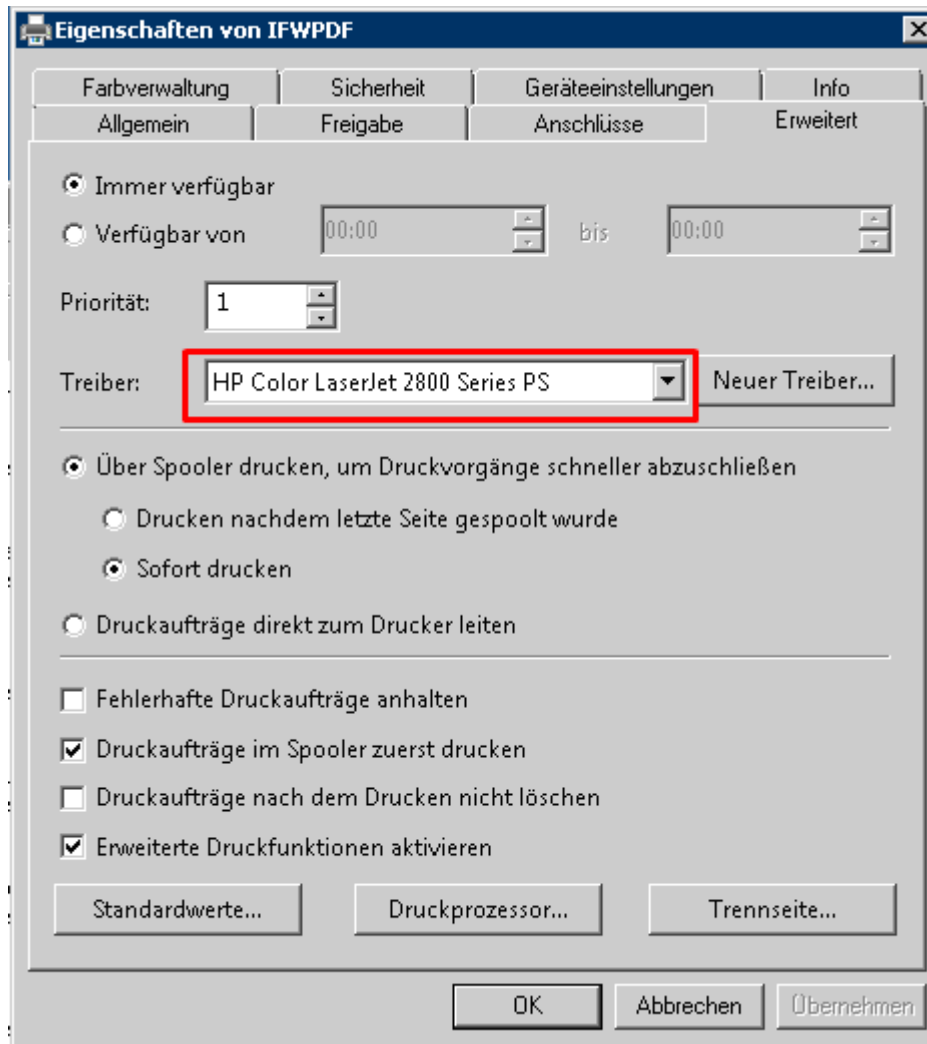 Eigenschaften von IFWPDF
Farbverwaltung Sicherheit Geräteeinstellungen Info
Allgemein Freigabe Anschlüsse Erweitert
Immer verfügbar
Verfügbar von 00:00 bis 00:00
Priorität: 1
Treiber: HP Color LaserJet 2800 Series PS Neuer Treiber...
Über Spooler drucken, um Druckvorgänge schneller abzuschließen
Drucken nachdem letzte Seite gespoolt wurde
Sofort drucken
Druckaufträge direkt zum Drucker leiten
Fehlerhafte Druckaufträge anhalten
Druckaufträge im Spooler zuerst drucken
Druckaufträge nach dem Drucken nicht löschen
Erweiterte Druckfunktionen aktivieren
Standardwerte... Druckprozessor... Trennseite...
OK Abbrechen Übernehmen